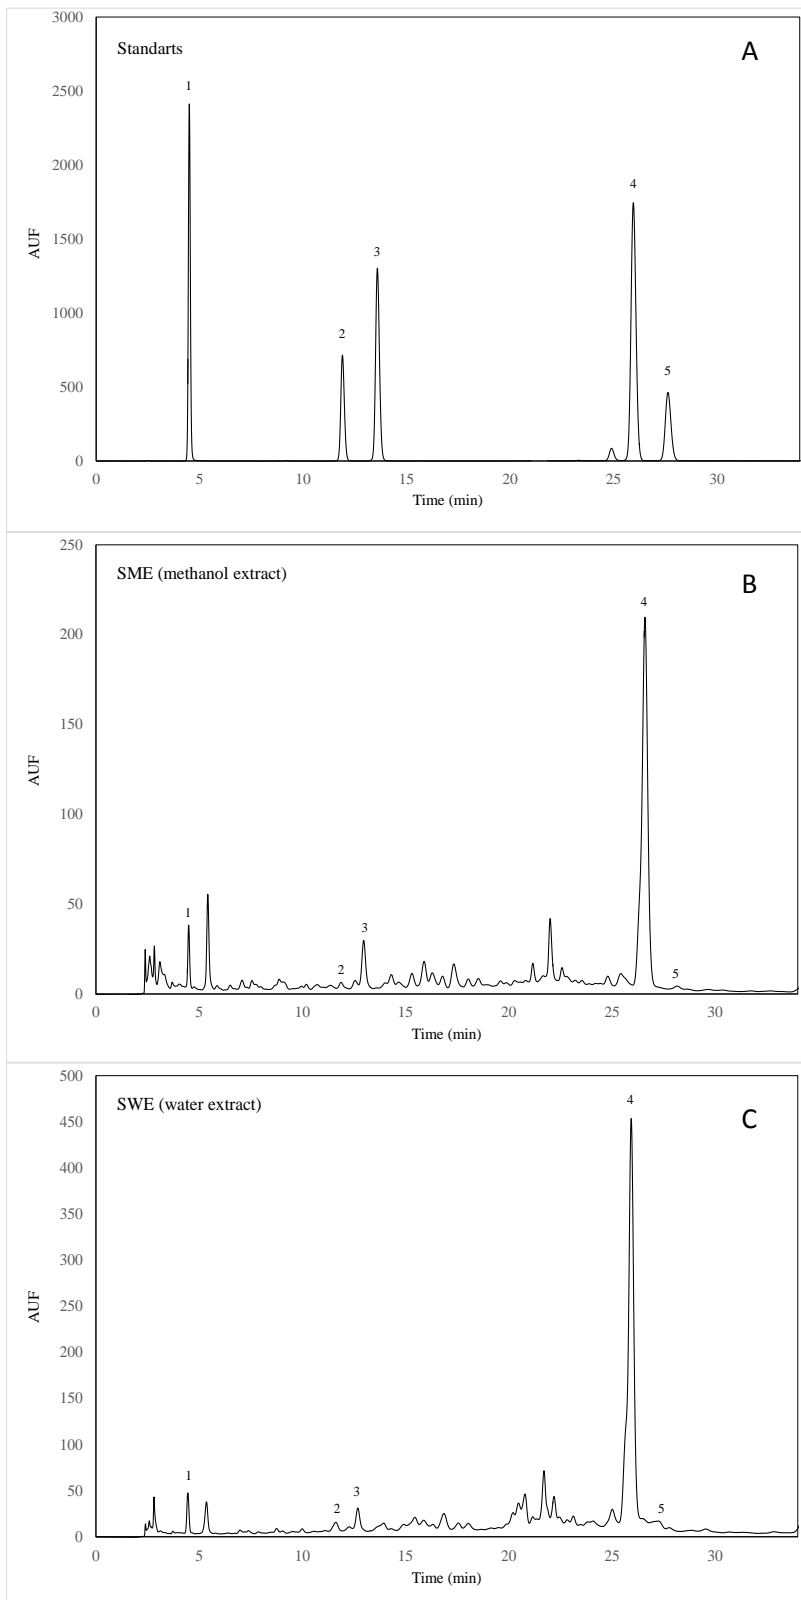 3000
Standarts
A
1
2500
2000
4
1500
AUF
3
1000
2
5
500
0
0 5 10 15 20 25 30
Time (min)
250
SME (methanol extract)
B
4
200
150
AUF
100
50
1
3
2
5
0
0 5 10 15 20 25 30
Time (min)
500
SWE (water extract)
C
4
450
400
350
300
AUF
250
200
150
100
50
1
3
2
5
0
0 5 10 15 20 25 30
Time (min)